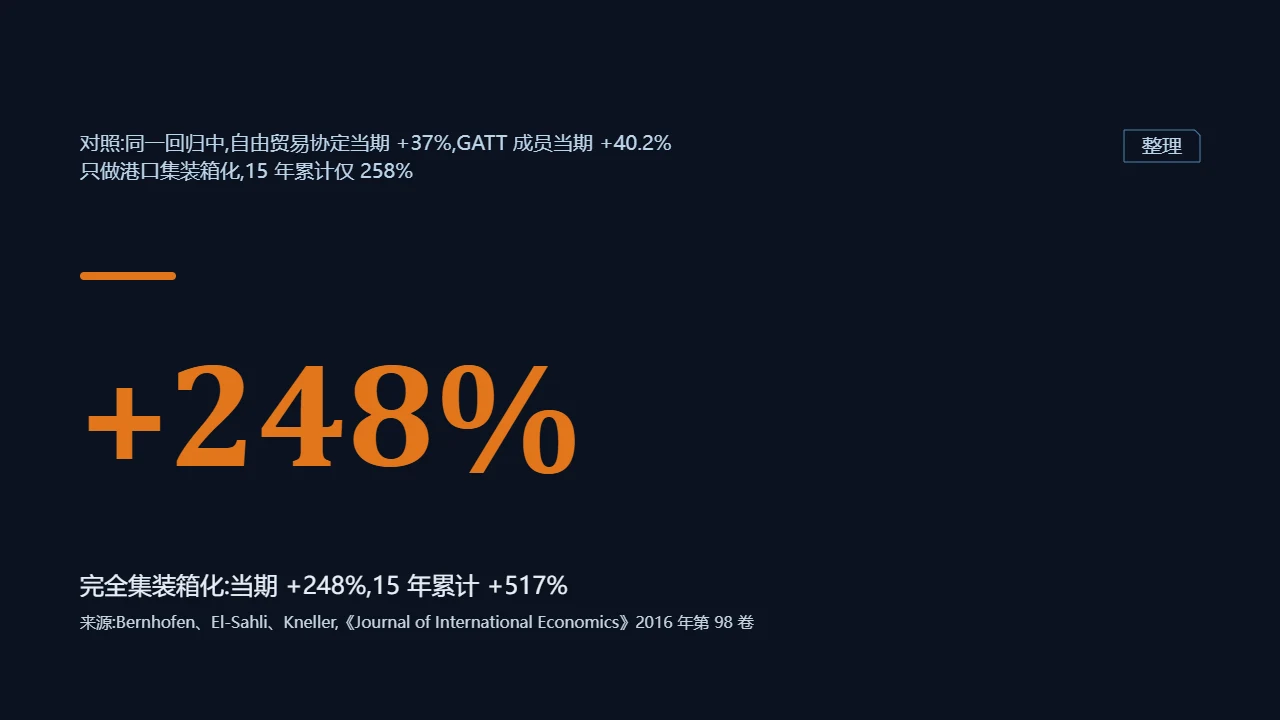 对照:同一回归中,自由贸易协定当期 +37%,GATT 成员当期 +40.2%
只做港口集装箱化,15 年累计仅 258%
整理
+248%
完全集装箱化:当期 +248%,15 年累计 +517%
来源:Bernhofen、El-Sahli、Kneller,《Journal of International Economics》2016 年第 98 卷